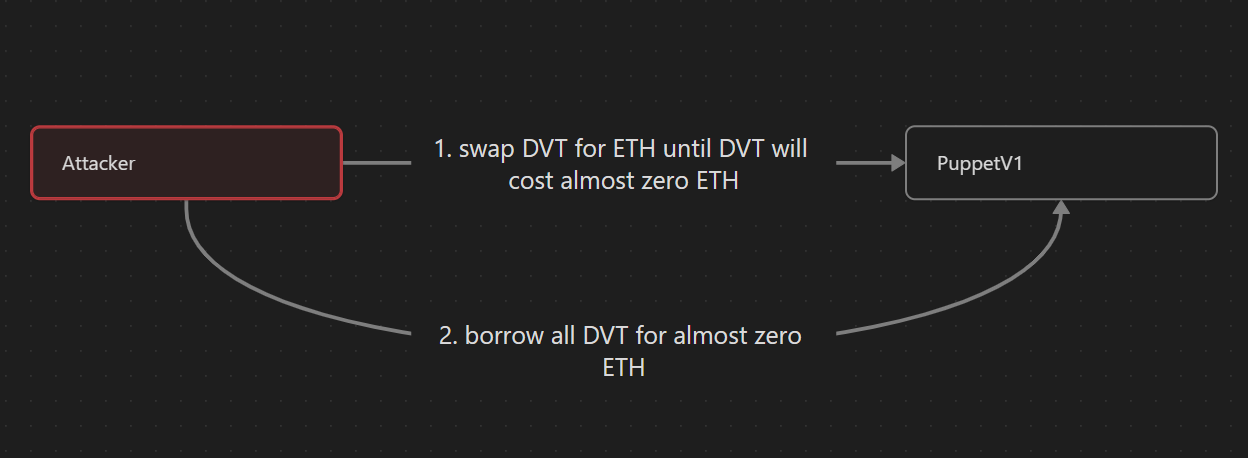 Attacker
1. swap DVT for ETH until DVT will
cost almost zero ETH
PuppetV1
2. borrow all DVT for almost zero
ETH